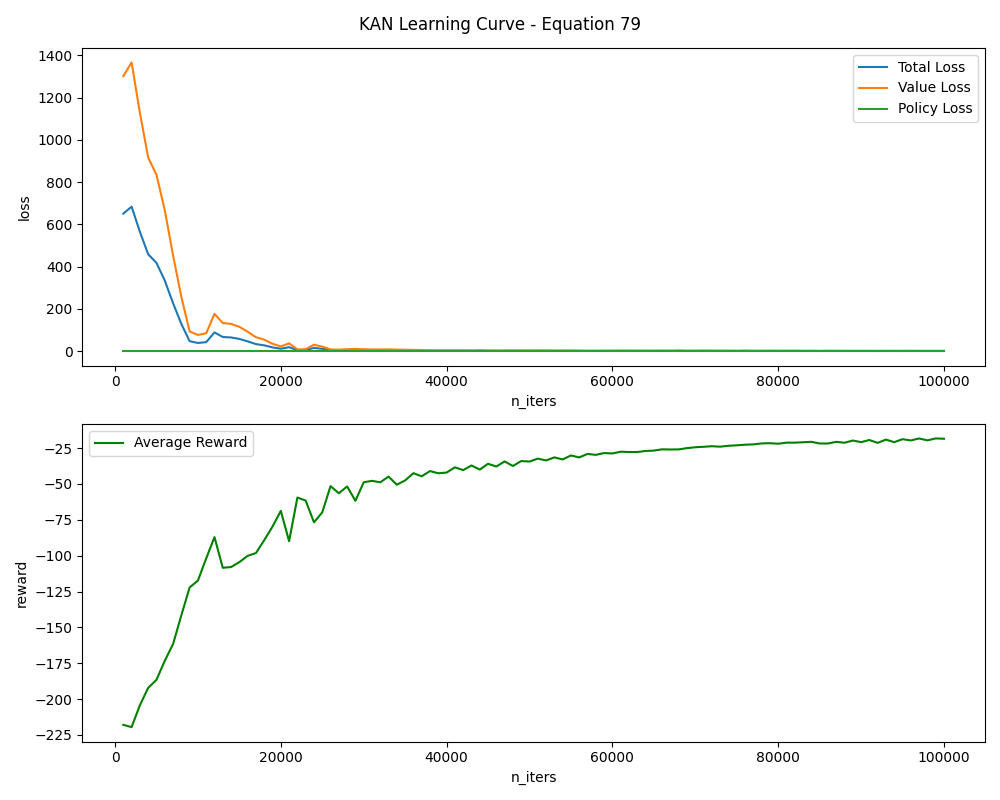 KAN Learning Curve - Equation 79
1400
1200
1000
800
600
400
200
0
loss
Total Loss
Value Loss
Policy Loss
0 20000 40000 60000 80000 100000
n_iters
−25
−50
−75
−100
−125
−150
−175
−200
−225
reward
Average Reward
0 20000 40000 60000 80000 100000
n_iters